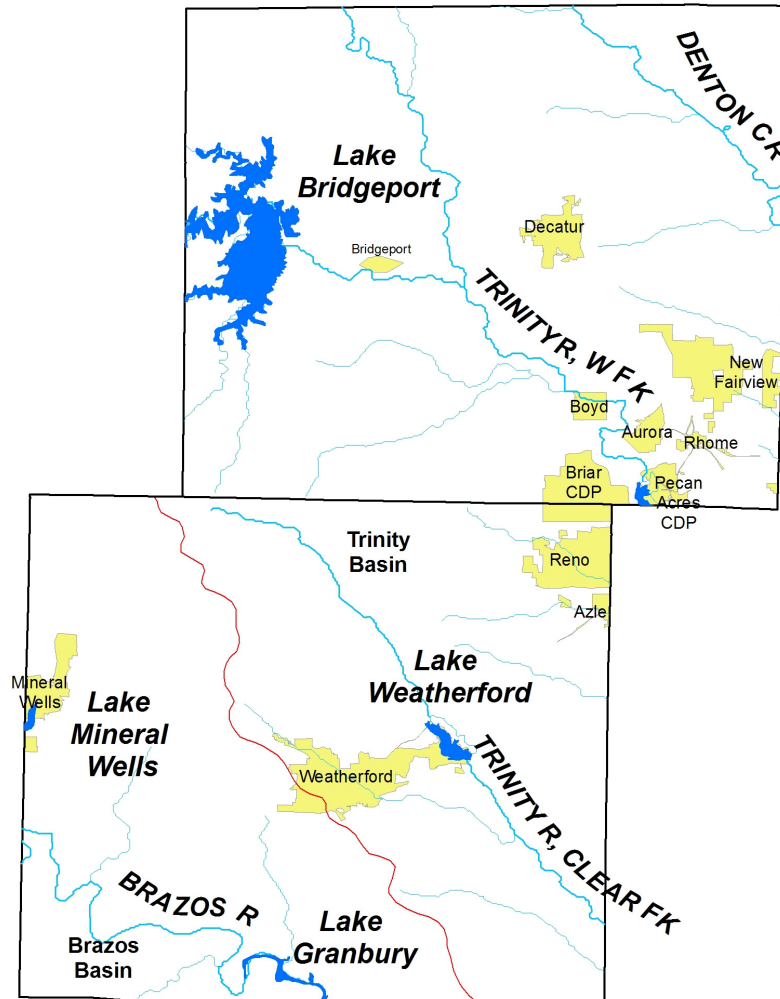 DENTON CR
Lake
Bridgeport
Decatur
Bridgeport
TRINITY R, W F K
New
Fairview
Boyd
Aurora
Rhome
Briar
CDP
Pecan
Acres
CDP
Trinity
Basin
Reno
Azle
Lake
Weatherford
Mineral
Wells
Lake
Mineral
Wells
Weatherford
TRINITY R, CLEAR FK
BRAZOS R
Lake
Granbury
Brazos
Basin